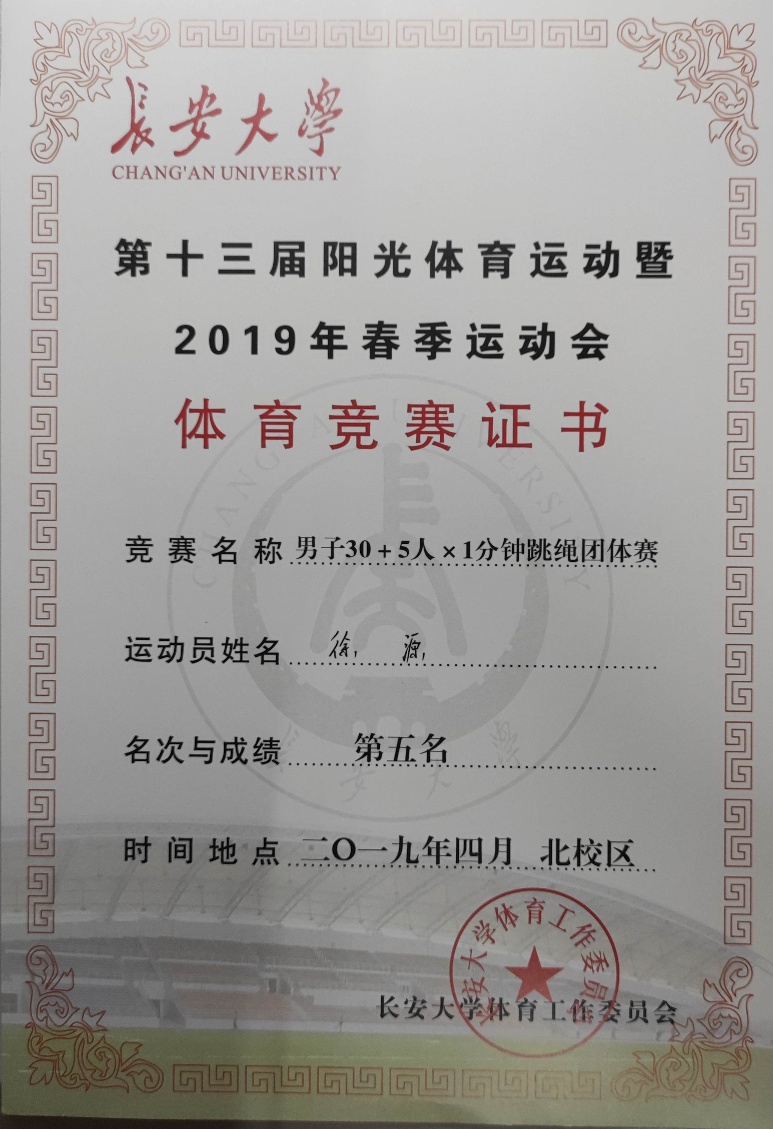 長安大學
CHANG'AN UNIVERSITY
第十三届阳光体育运动暨
2019年春季运动会
体育竞赛证书
竞赛名称 男子30+5人×1分钟跳绳团体赛
运动员姓名 徐源
名次与成绩 第五名
时间地点 二〇一九年四月 北校区
长安大学体育工作委员会
长安大学体育工作委员会